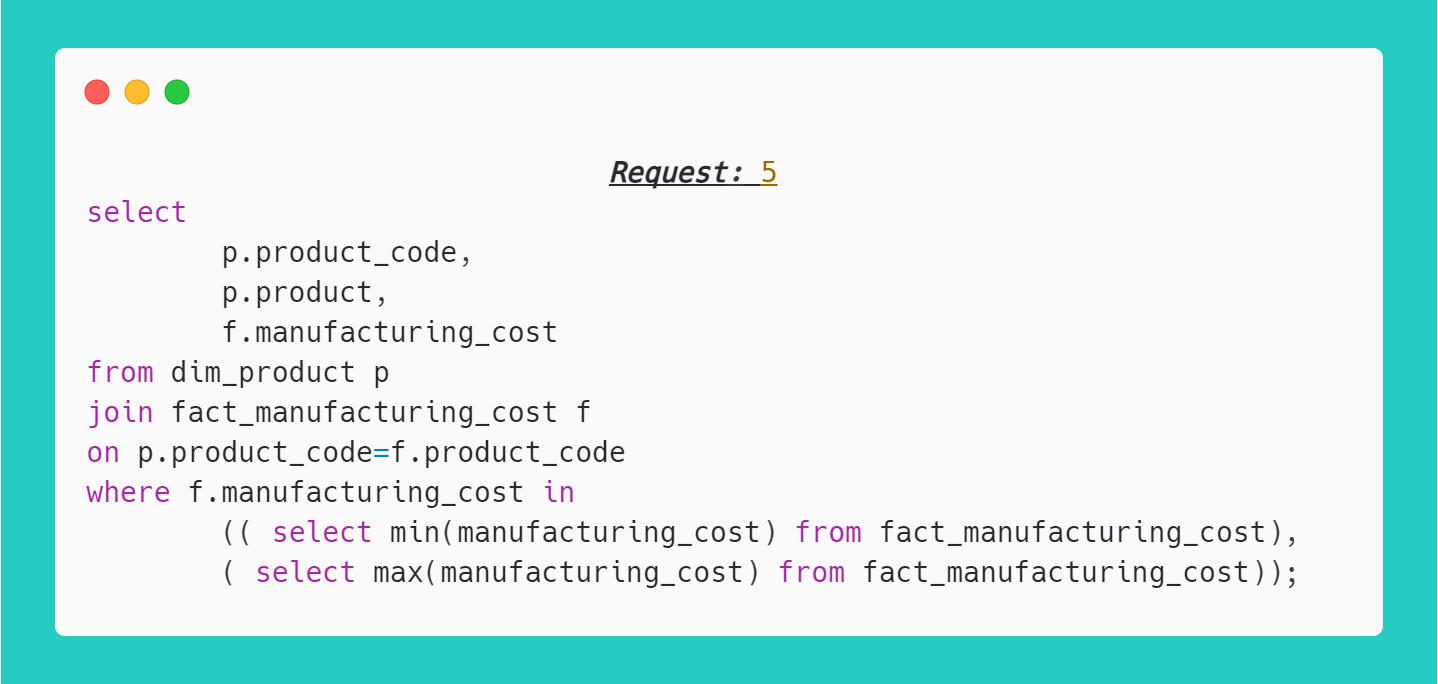 Request: 5
select
p.product_code,
p.product,
f.manufacturing_cost
from dim_product p
join fact_manufacturing_cost f
on p.product_code=f.product_code
where f.manufacturing_cost in
(( select min(manufacturing_cost) from fact_manufacturing_cost),
( select max(manufacturing_cost) from fact_manufacturing_cost));